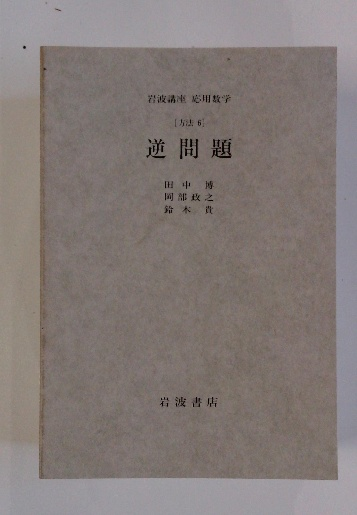 岩波講座 応用数学
[方法 6]
逆問題
田中 博
岡部政之
鈴木 貴
岩波書店